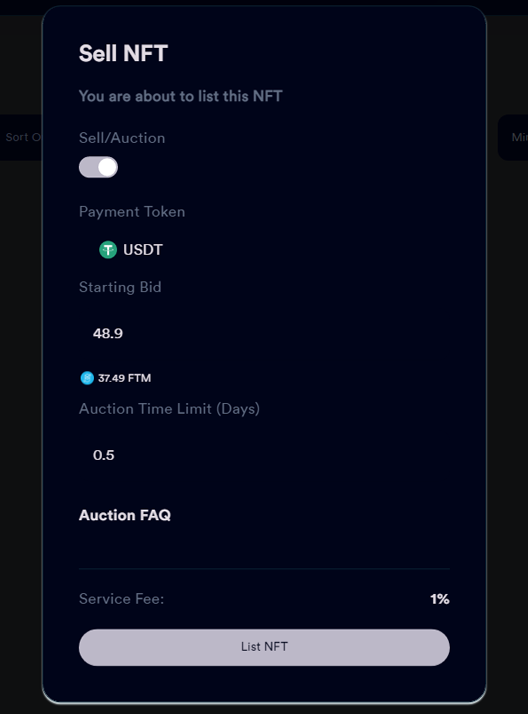 Sell NFT
You are about to list this NFT
Sort O
Sell/Auction
Payment Token
USDT
Starting Bid
48.9
37.49 FTM
Auction Time Limit (Days)
0.5
Auction FAQ
Service Fee: 1%
List NFT